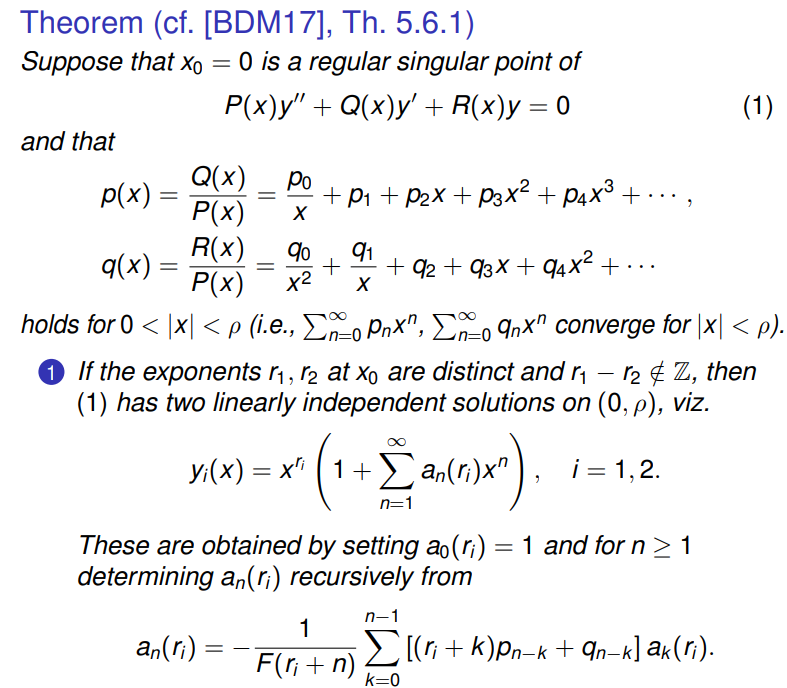 Theorem (cf. [BDM17], Th. 5.6.1)
Suppose that x₀ = 0 is a regular singular point of
P(x)y″ + Q(x)y′ + R(x)y = 0 (1)
and that
p(x) = Q(x)/P(x) = p₀/x + p₁ + p₂x + p₃x² + p₄x³ + ⋯ ,
q(x) = R(x)/P(x) = q₀/x² + q₁/x + q₂ + q₃x + q₄x² + ⋯
holds for 0 < |x| < ρ (i.e., ∑_{n=0}^{∞} pₙxⁿ, ∑_{n=0}^{∞} qₙxⁿ converge for |x| < ρ).
1 If the exponents r₁, r₂ at x₀ are distinct and r₁ − r₂ ∉ ℤ, then
(1) has two linearly independent solutions on (0, ρ), viz.
yᵢ(x) = x^{rᵢ} (1 + ∑_{n=1}^{∞} aₙ(rᵢ)xⁿ) , i = 1, 2.
These are obtained by setting a₀(rᵢ) = 1 and for n ≥ 1
determining aₙ(rᵢ) recursively from
aₙ(rᵢ) = − 1/F(rᵢ + n) ∑_{k=0}^{n−1} [(rᵢ + k)p_{n−k} + q_{n−k}] aₖ(rᵢ).